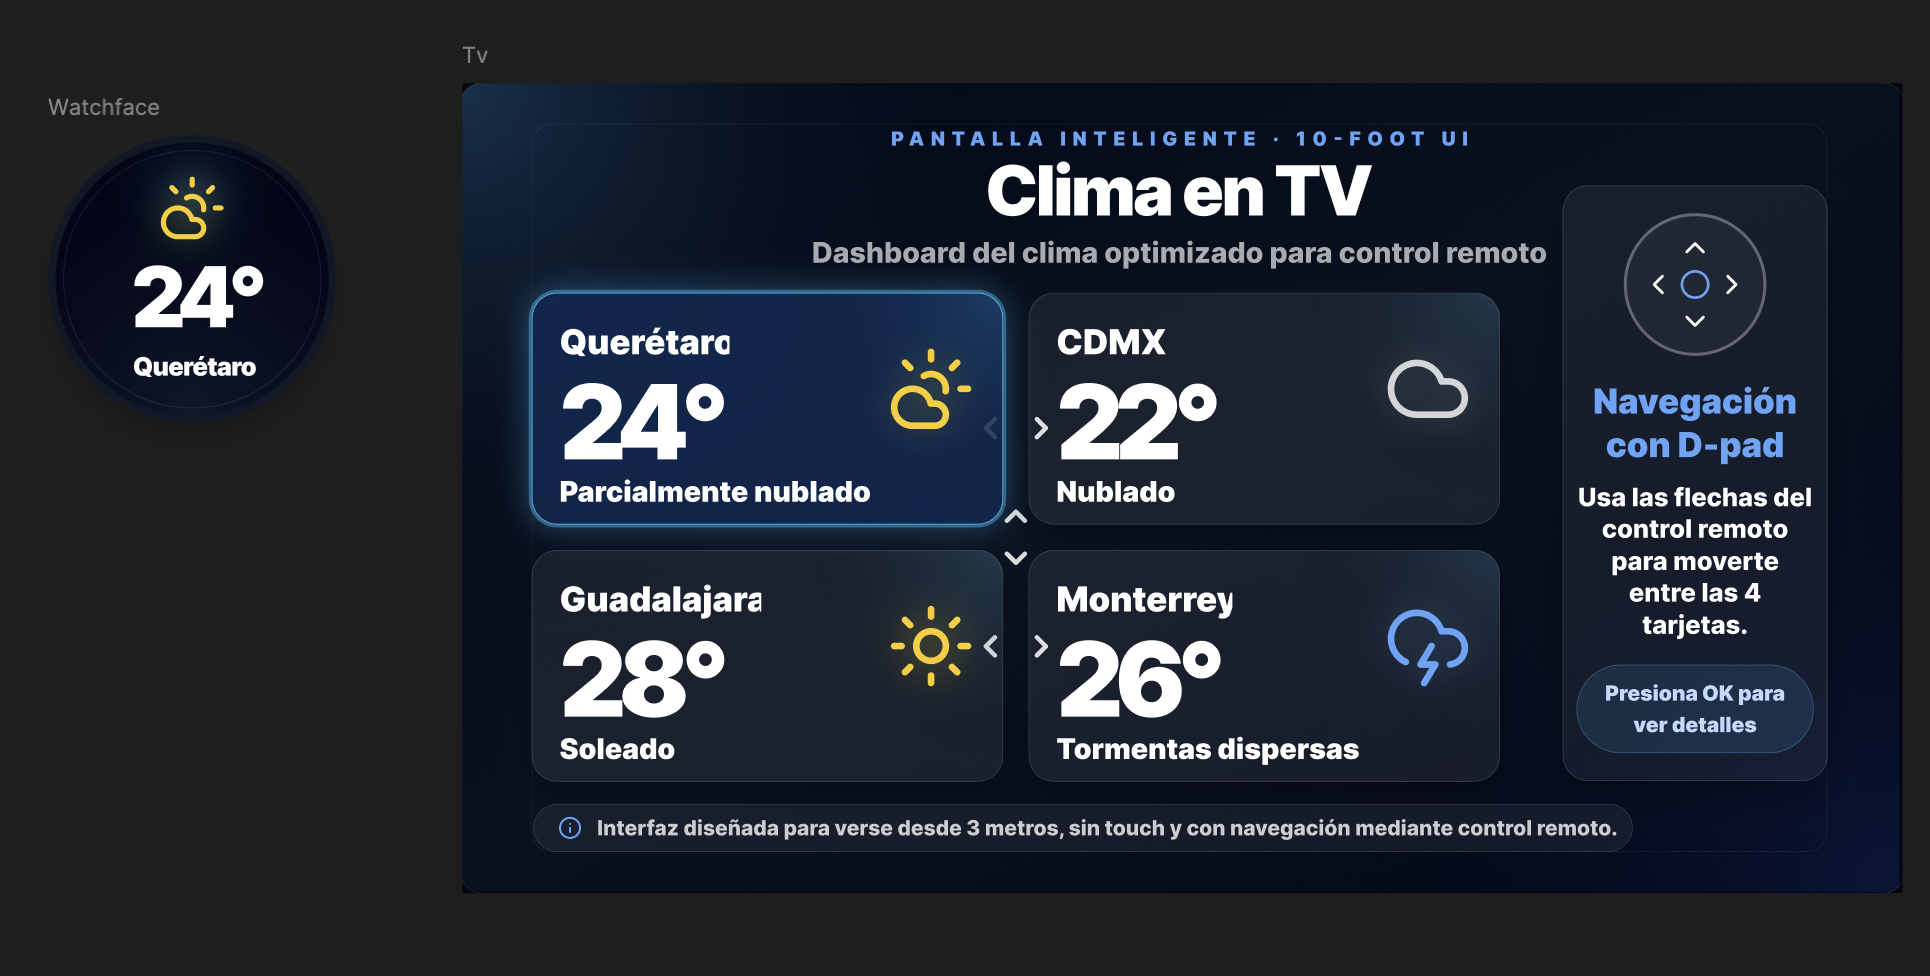 Tv
Watchface
24°
Querétaro
PANTALLA INTELIGENTE · 10-FOOT UI
Clima en TV
Dashboard del clima optimizado para control remoto
Querétaro
24°
Parcialmente nublado
CDMX
22°
Nublado
Guadalajara
28°
Soleado
Monterrey
26°
Tormentas dispersas
Navegación
con D-pad
Usa las flechas del
control remoto
para moverte
entre las 4
tarjetas.
Presiona OK para
ver detalles
Interfaz diseñada para verse desde 3 metros, sin touch y con navegación mediante control remoto.